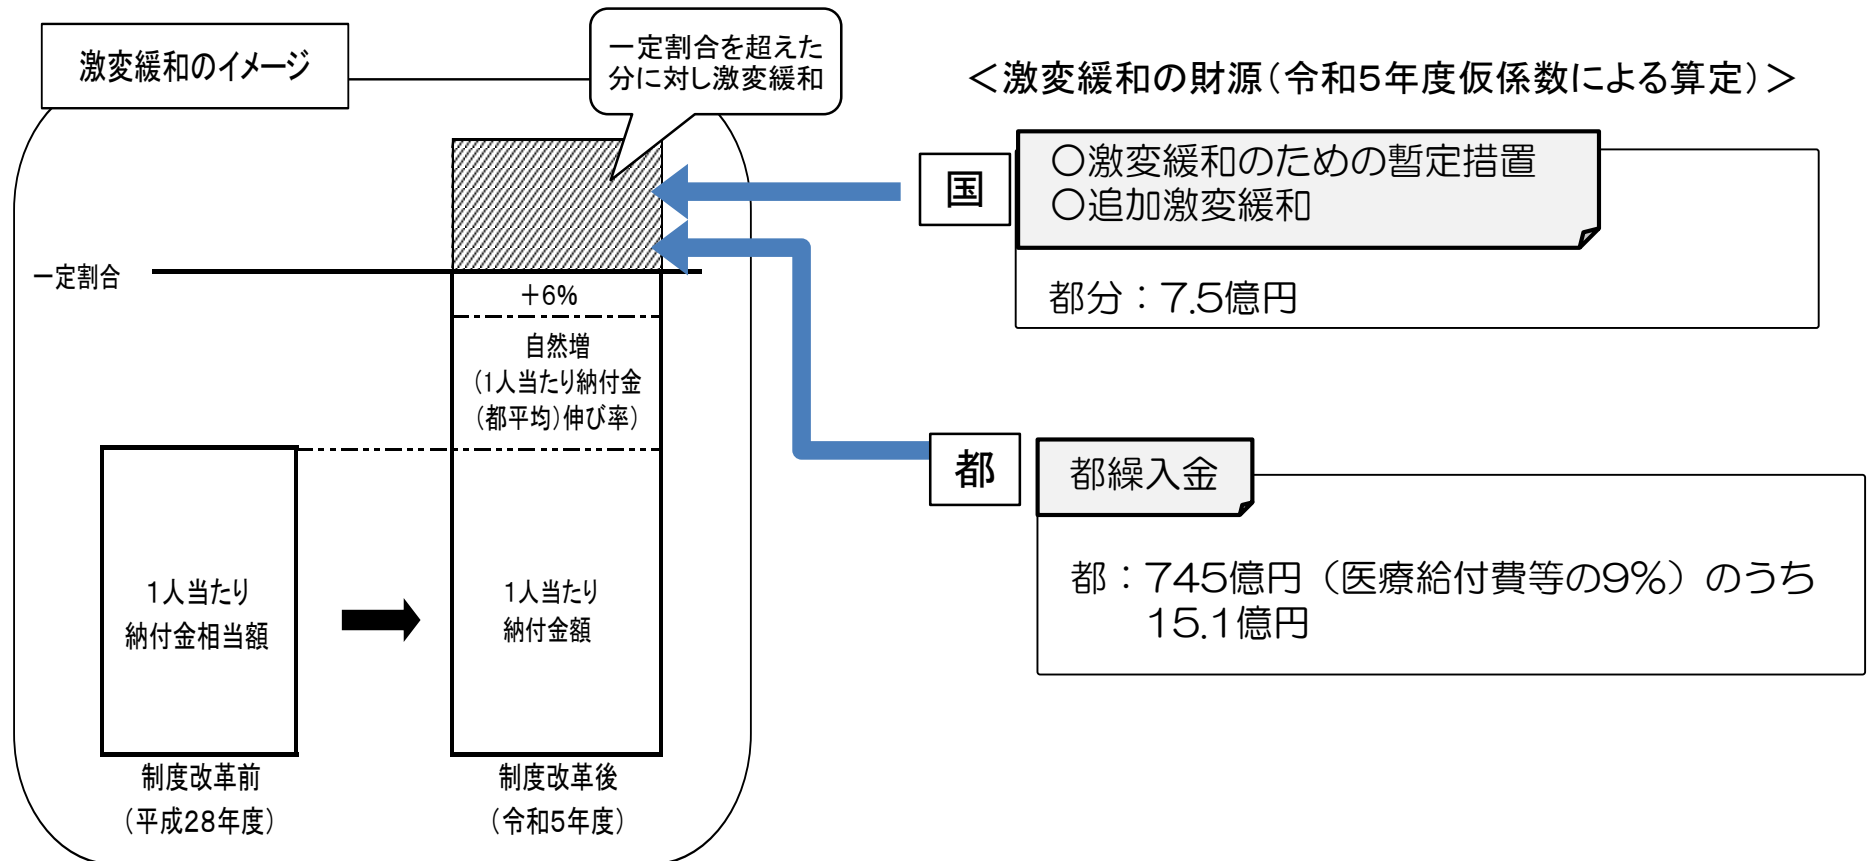 激変緩和のイメージ
一定割合を超えた
分に対し激変緩和
一定割合
+6%
自然増
(1人当たり納付金
(都平均)伸び率)
1人当たり
納付金相当額
1人当たり
納付金額
制度改革前
(平成28年度)
制度改革後
(令和5年度)
＜激変緩和の財源(令和5年度仮係数による算定)＞
国
○激変緩和のための暫定措置
○追加激変緩和
都分：7.5億円
都
都繰入金
都：745億円（医療給付費等の9％）のうち
15.1億円